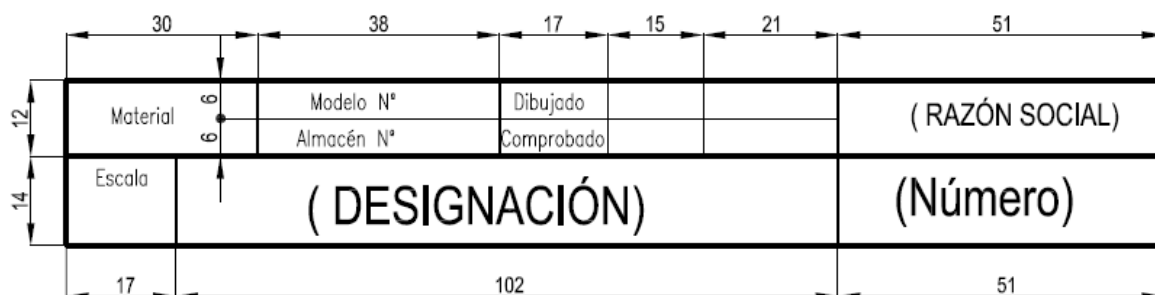 30 38 17 15 21 51
12 Material 6 Modelo Nº Dibujado ( RAZÓN SOCIAL)
6 Almacén Nº Comprobado
14 Escala ( DESIGNACIÓN) (Número)
17 102 51